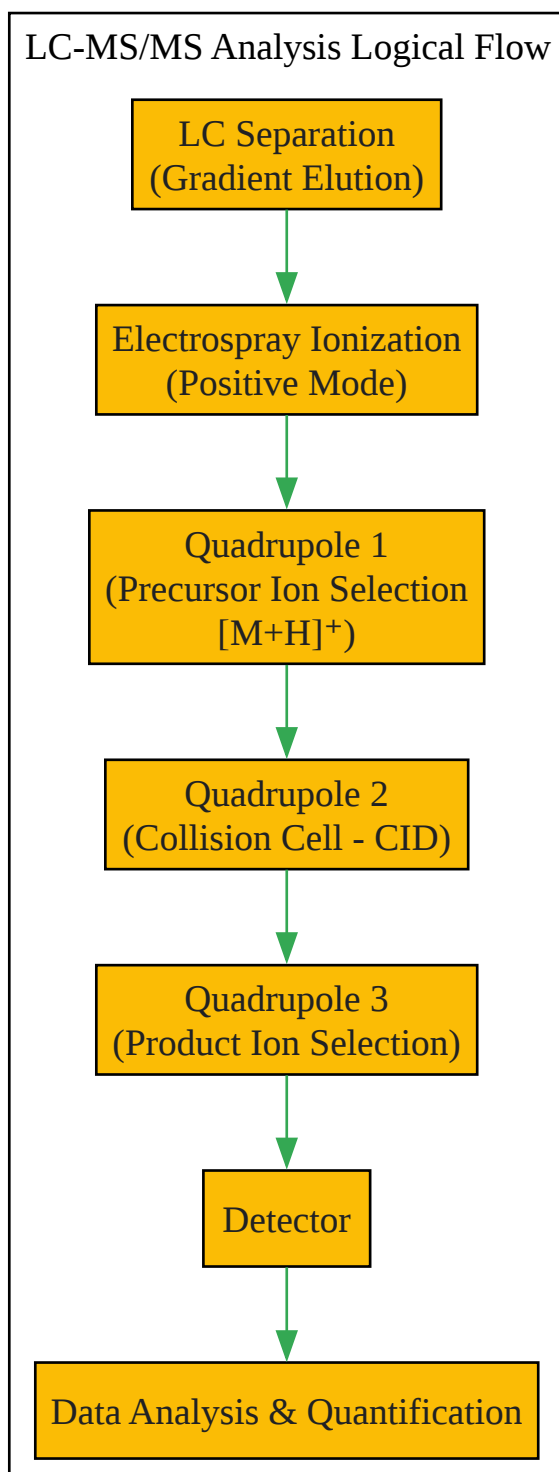 LC-MS/MS Analysis Logical Flow
LC Separation
(Gradient Elution)
Electrospray Ionization
(Positive Mode)
Quadrupole 1
(Precursor Ion Selection
[M+H]⁺)
Quadrupole 2
(Collision Cell - CID)
Quadrupole 3
(Product Ion Selection)
Detector
Data Analysis & Quantification